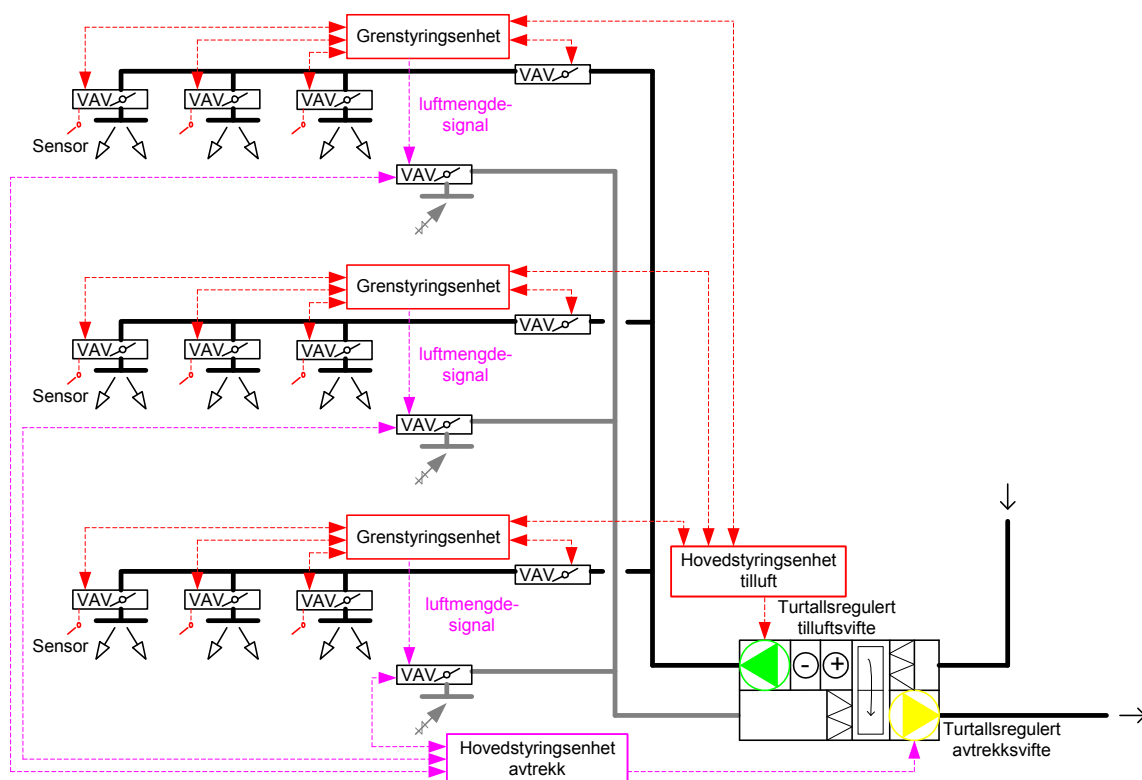 Grenstyringsenhet
VAV
VAV
VAV
VAV
luftmengde-
signal
Sensor
VAV
Grenstyringsenhet
VAV
VAV
VAV
VAV
luftmengde-
signal
Sensor
VAV
Grenstyringsenhet
Hovedstyringsenhet
tilluft
VAV
VAV
VAV
VAV
luftmengde-
signal
Turtallsregulert
tilluftsvifte
Sensor
VAV
-
+
Turtallsregulert
avtrekksvifte
Hovedstyringsenhet
avtrekk